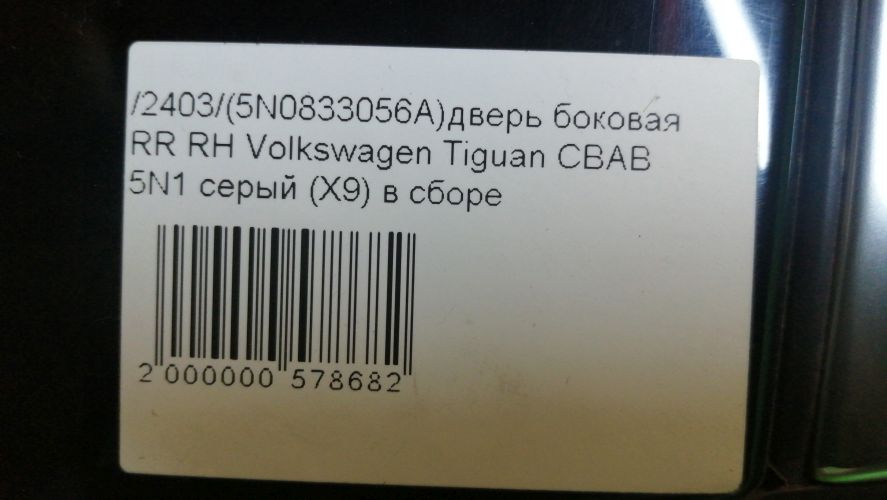 /2403/(5N0833056A)дверь боковая
RR RH Volkswagen Tiguan CBAB
5N1 серый (X9) в сборе
2 000000 578682